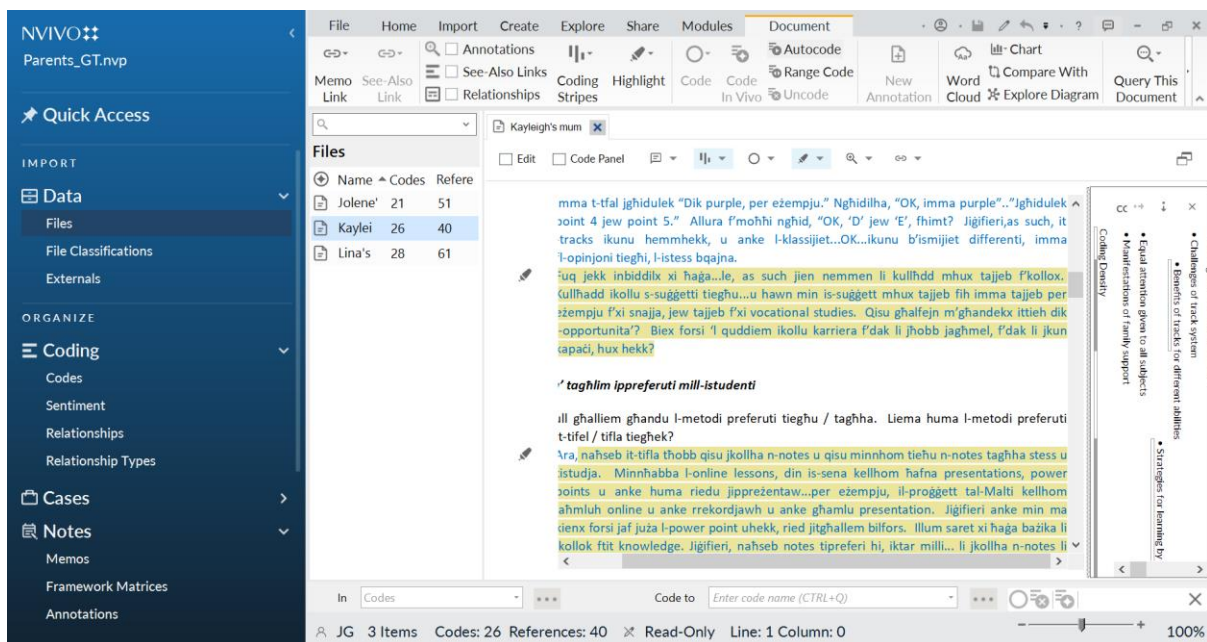 NVIVO
Parents_GT.nvp
Quick Access
IMPORT
Data
Files
File Classifications
Externals
ORGANIZE
Coding
Codes
Sentiment
Relationships
Relationship Types
Cases
Notes
Memos
Framework Matrices
Annotations
File Home Import Create Explore Share Modules Document
Memo Link
See-Also Link
Annotations
See-Also Links
Relationships
Coding Stripes
Highlight
Code
Code In Vivo
Autocode
Range Code
Uncode
New Annotation
Word Cloud
Chart
Compare With
Explore Diagram
Query This Document
Files
Name Codes Refere
Jolene' 21 51
Kaylei 26 40
Lina's 28 61
Kayleigh's mum
Edit Code Panel
mma t-tfal jgħidulek “Dik purple, per eżempju.” Ngħidilha, “OK, imma purple”..”Jgħidulek
point 4 jew point 5.” Allura f’moħħi ngħid, “OK, ‘D’ jew ‘E’, fhimt? Jiġifieri,as such, it
-tracks ikunu hemmhekk, u anke l-klassijiet...OK...ikunu b’ismijiet differenti, imma
l-opinjoni tiegħi, l-istess bqajna.
Fuq jekk inbiddilx xi ħaġa...le, as such jien nemmen li kullħdd mhux tajjeb f’kollox.
Kullħadd ikollu s-suġġetti tiegħu...u hawn min is-suġġett mhux tajjeb fih imma tajjeb per
eżempju f’xi snajja, jew tajjeb f’xi vocational studies. Qisu għalfejn m’għandekx ittieh dik
-opportunita’? Biex forsi ‘l quddiem ikollu karriera f’dak li jħobb jagħmel, f’dak li jkun
kapaċi, hux hekk?
’ tagħlim ippreferuti mill-istudenti
ull għalliem għandu l-metodi preferuti tiegħu / tagħha. Liema huma l-metodi preferuti
t-tifel / tifla tiegħek?
Ara, naħseb it-tifla tħobb qisu jkollha n-notes u qisu minnhom tieħu n-notes tagħha stess u
tistudja. Minnħabba l-online lessons, din is-sena kellhom ħafna presentations, power
points u anke huma riedu jippreżentaw...per eżempju, il-proġġett tal-Malti kellhom
jaħmluh online u anke rrekordjawh u anke għamluh presentation. Jiġifieri anke min ma
kienx forsi jaf juża l-power point uhekk, ried jitgħallem bilfors. Illum saret xi ħaġa bażika li
kollok ftit knowledge. Jiġifieri, naħseb notes tippreferi hi, iktar milli... li jkollha n-notes li
Coding Density
Manifestations of family support
Equal attention given to all subjects
Benefits of tracks for different abilities
Challenges of track system
Strategies for learning by
In Codes
Code to Enter code name (CTRL+Q)
JG 3 Items Codes: 26 References: 40 Read-Only Line: 1 Column: 0 100%